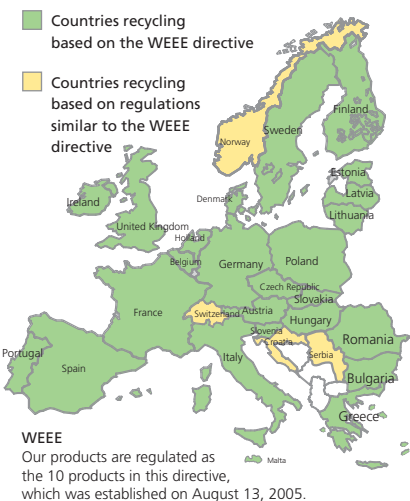 Countries recycling
based on the WEEE directive
Countries recycling
based on regulations
similar to the WEEE
directive
Norway
Sweden
Finland
Estonia
Latvia
Lithuania
Denmark
Ireland
United Kingdom
Holland
Belgium
Germany
Poland
Czech Republic
Slovakia
France
Switzerland
Austria
Hungary
Slovenia
Croatia
Romania
Serbia
Italy
Portugal
Spain
Bulgaria
Greece
Malta
WEEE
Our products are regulated as
the 10 products in this directive,
which was established on August 13, 2005.